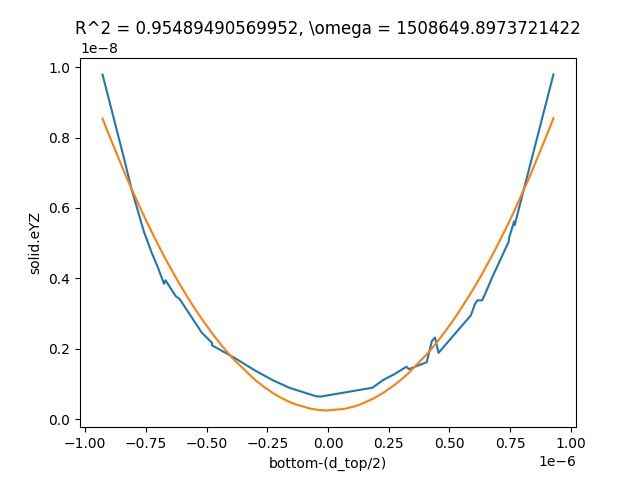 R^2 = 0.95489490569952, \omega = 1508649.8973721422
1e−8
1.0
0.8
0.6
0.4
0.2
0.0
solid.eYZ
−1.00 −0.75 −0.50 −0.25 0.00 0.25 0.50 0.75 1.00
1e−6
bottom-(d_top/2)